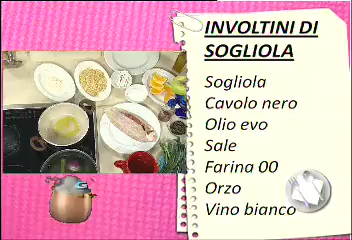 INVOLTINI DI
SOGLIOLA
Sogliola
Cavolo nero
Olio evo
Sale
Farina 00
Orzo
Vino bianco